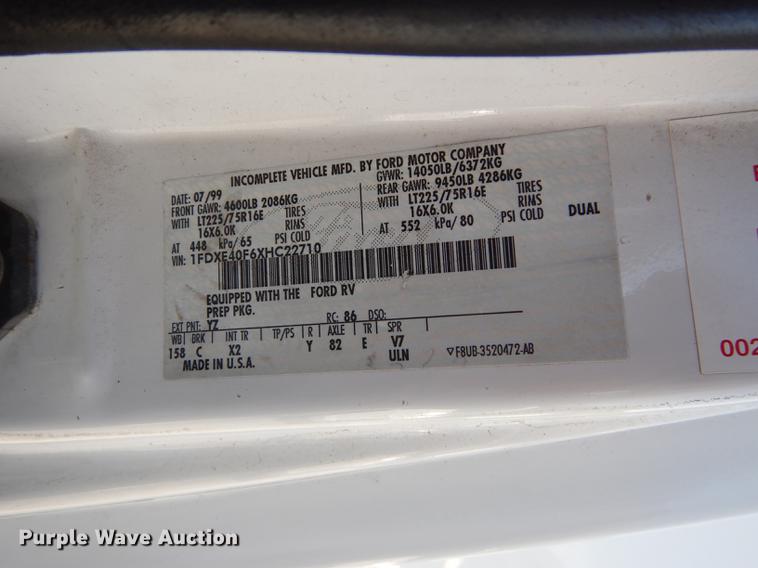 INCOMPLETE VEHICLE MFD. BY FORD MOTOR COMPANY
DATE: 07/99 GVWR: 14050LB/6372KG
FRONT GAWR: 4600LB 2086KG REAR GAWR: 9450LB 4286KG
WITH LT225/75R16E TIRES WITH LT225/75R16E TIRES
16X6.0K RIMS 16X6.0K RIMS
AT 448 kPa/65 PSI COLD AT 552 kPa/80 PSI COLD DUAL
VIN: 1FDXE40F6XHC22710
EQUIPPED WITH THE FORD RV
PREP PKG.
EXT PNT: YZ RC: 86 DSO:
WB BRK INT TR TP/PS R AXLE TR SPR
158 C X2 Y 82 E V7
MADE IN U.S.A. ULN ▽F8UB-3520472-AB
002
Purple Wave Auction